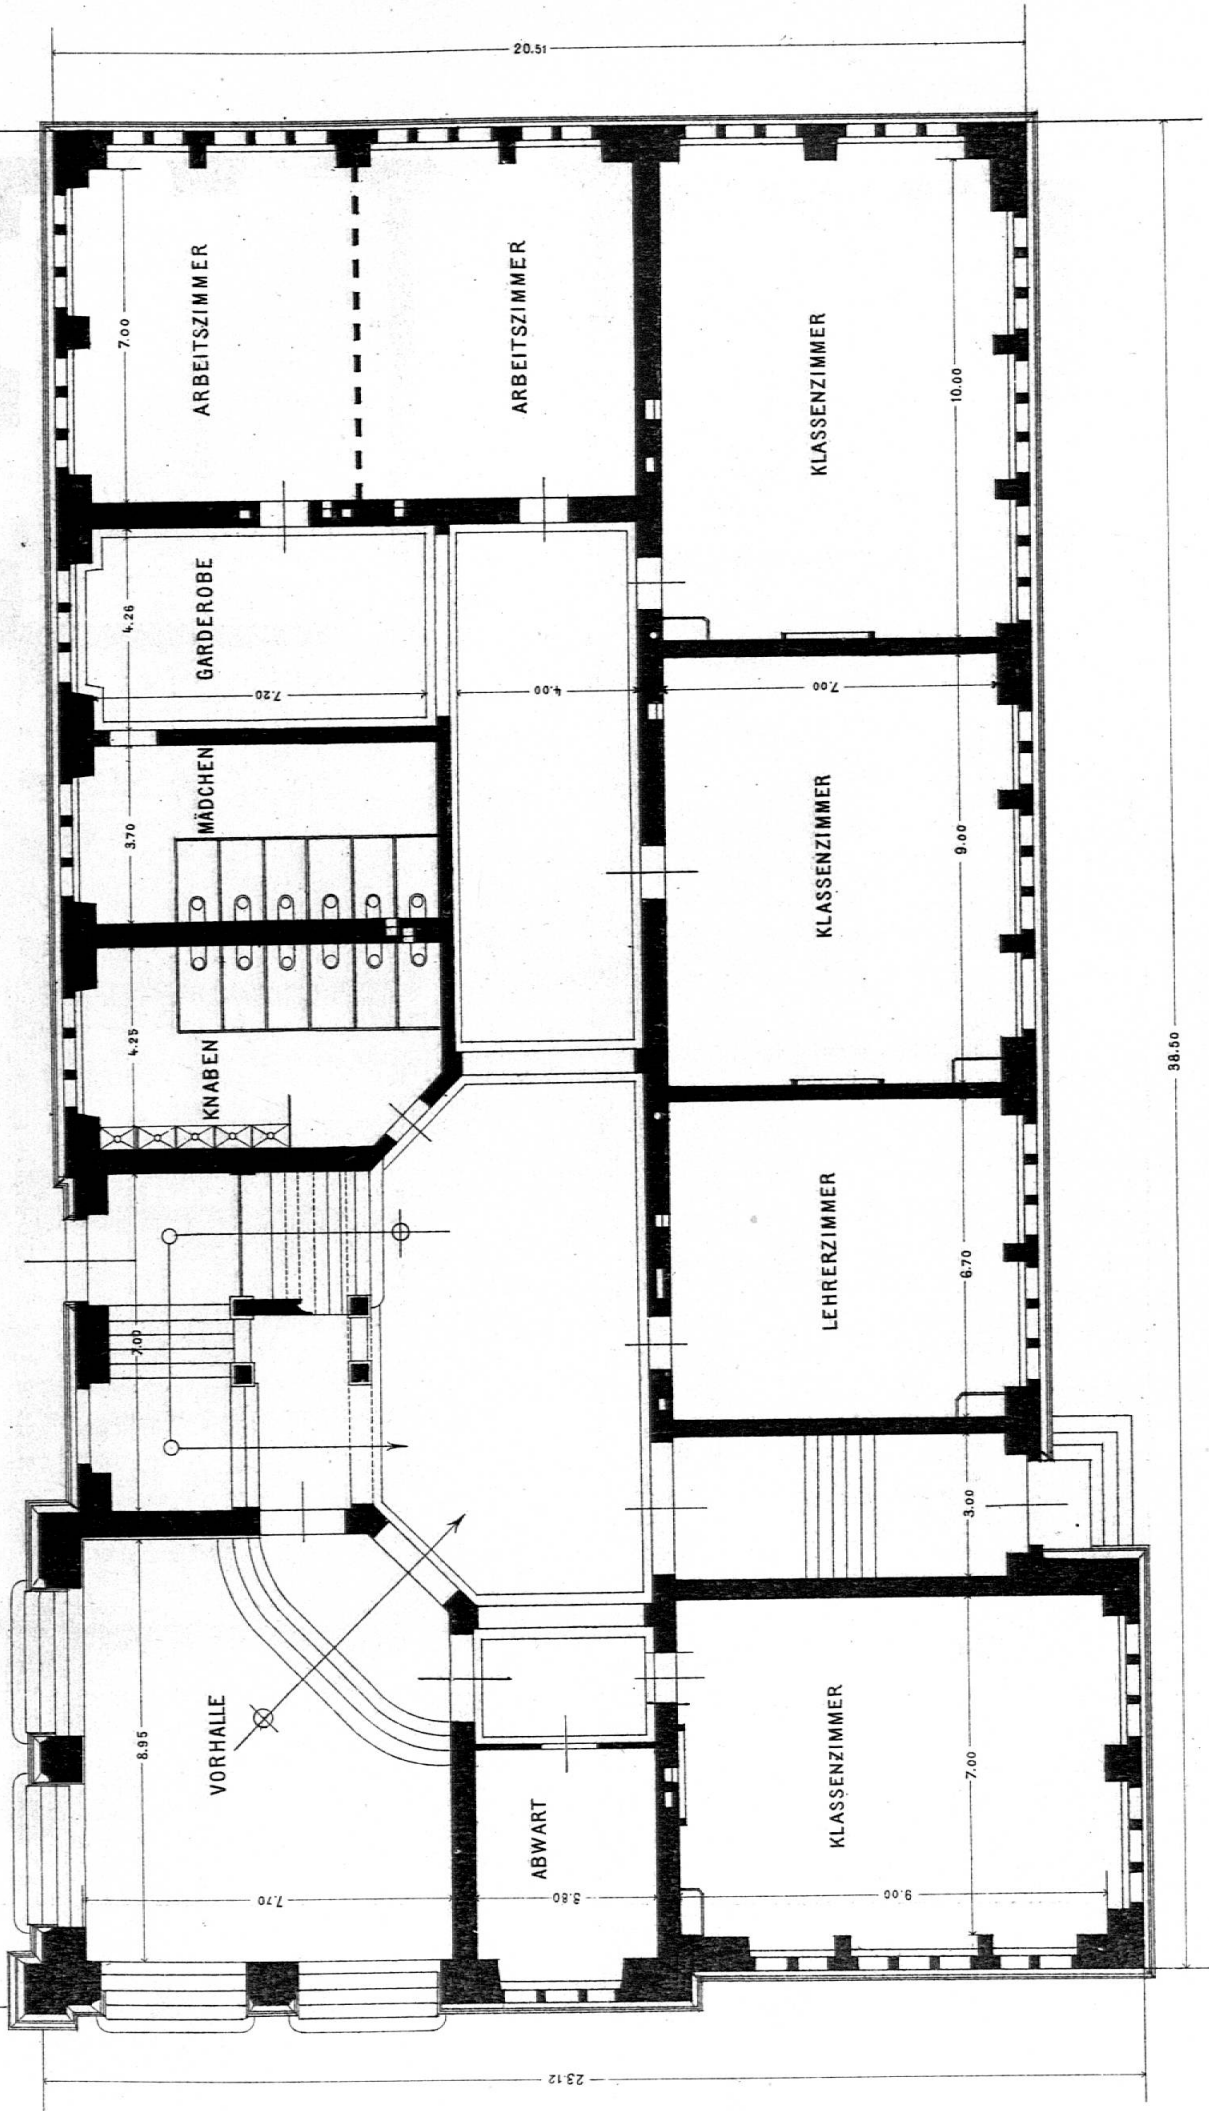 20.51
ARBEITSZIMMER
7.00
ARBEITSZIMMER
KLASSENZIMMER
10.00
GARDEROBE
4.26
7.20
4.00
7.00
MÄDCHEN
3.70
KLASSENZIMMER
9.00
KNABEN
4.25
38.50
7.00
LEHRERZIMMER
6.70
3.00
VORHALLE
8.95
7.70
ABWART
3.80
KLASSENZIMMER
7.00
9.00
23.12